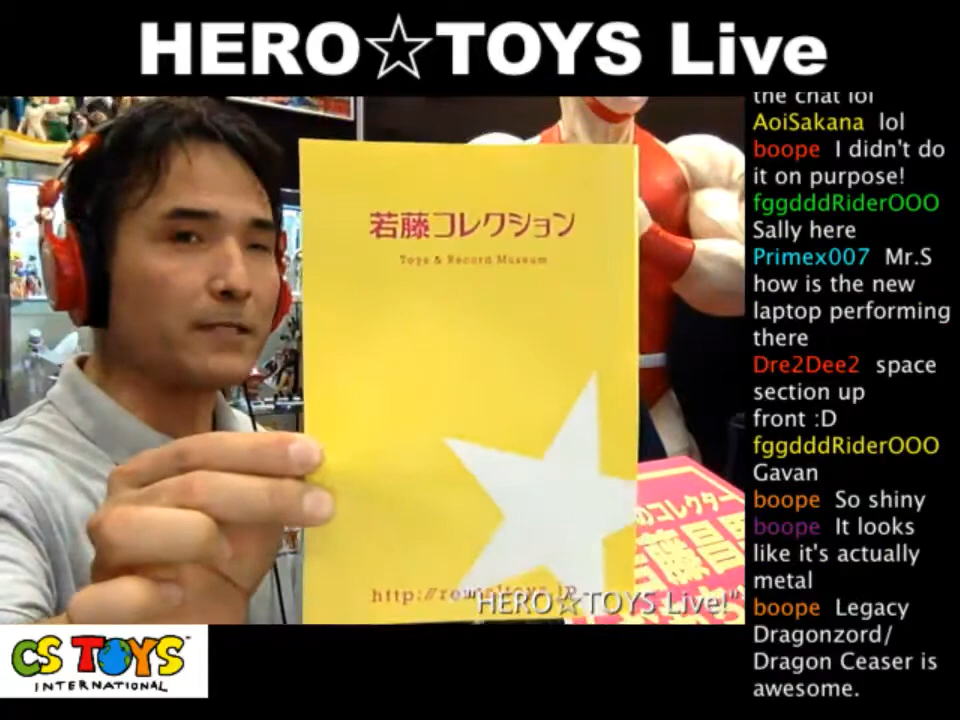 HERO☆TOYS Live
若藤コレクション
Toys & Record Museum
"HERO☆TOYS Live!"
CS TOYS
INTERNATIONAL
the chat lol
AoiSakana lol
boope I didn't do
it on purpose!
fggdddRiderOOO
Sally here
Primex007 Mr.S
how is the new
laptop performing
there
Dre2Dee2 space
section up
front :D
fggdddRiderOOO
Gavan
boope So shiny
boope It looks
like it's actually
metal
boope Legacy
Dragonzord/
Dragon Ceaser is
awesome.